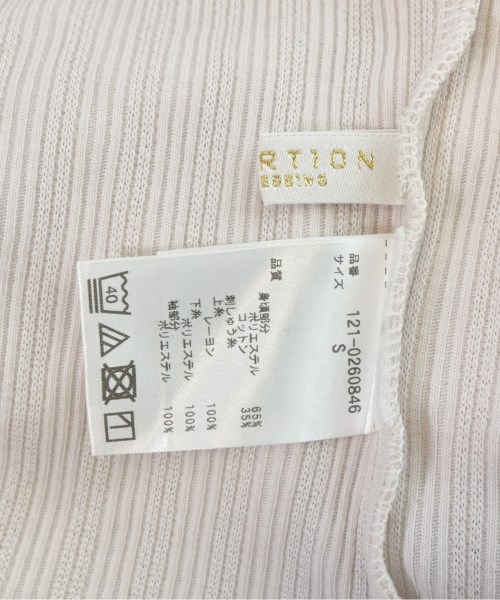 RTION
ESSING
品番 121-0260846
サイズ S
品質
身頃部分
ポリエステル 65%
コットン 35%
刺しゅう糸
上糸
レーヨン 100%
下糸
ポリエステル 100%
袖部分
ポリエステル 100%
40